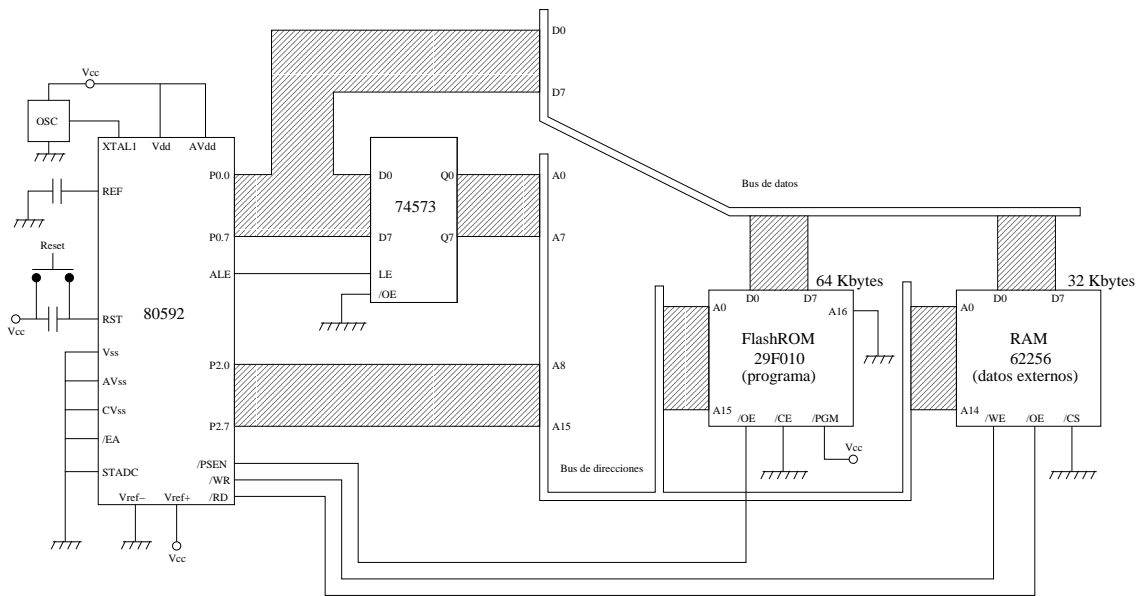 D0
D7
Vcc
OSC
XTAL1 Vdd AVdd
REF
P0.0
P0.7
ALE
D0 Q0
74573
D7 Q7
LE
/OE
A0
A7
Bus de datos
Reset
Vcc
RST
80592
Vss
AVss
CVss
/EA
STADC
P2.0
P2.7
/PSEN
/WR
/RD
Vref− Vref+
Vcc
A8
A15
Bus de direcciones
64 Kbytes
D0 D7
A0
A16
FlashROM
29F010
(programa)
A15
/OE /CE /PGM
Vcc
32 Kbytes
D0 D7
A0
RAM
62256
(datos externos)
A14
/WE /OE /CS